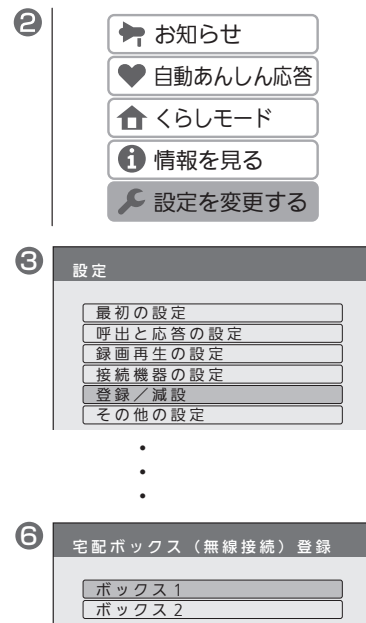 ❷
お知らせ
自動あんしん応答
くらしモード
情報を見る
設定を変更する
❸
設定
最初の設定
呼出と応答の設定
録画再生の設定
接続機器の設定
登録／減設
その他の設定
・
・
・
❻
宅配ボックス（無線接続）登録
ボックス1
ボックス2